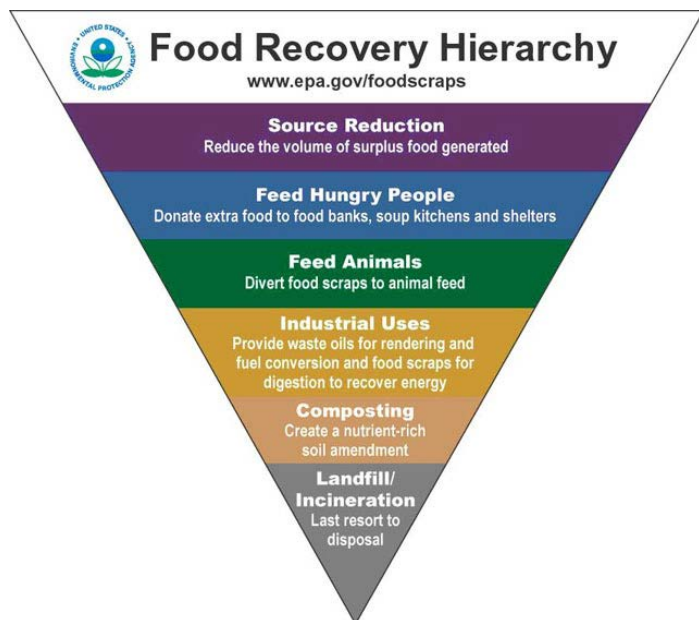 UNITED STATES
ENVIRONMENTAL PROTECTION AGENCY
Food Recovery Hierarchy
www.epa.gov/foodscraps
Source Reduction
Reduce the volume of surplus food generated
Feed Hungry People
Donate extra food to food banks, soup kitchens and shelters
Feed Animals
Divert food scraps to animal feed
Industrial Uses
Provide waste oils for rendering and
fuel conversion and food scraps for
digestion to recover energy
Composting
Create a nutrient-rich
soil amendment
Landfill/
Incineration
Last resort to
disposal